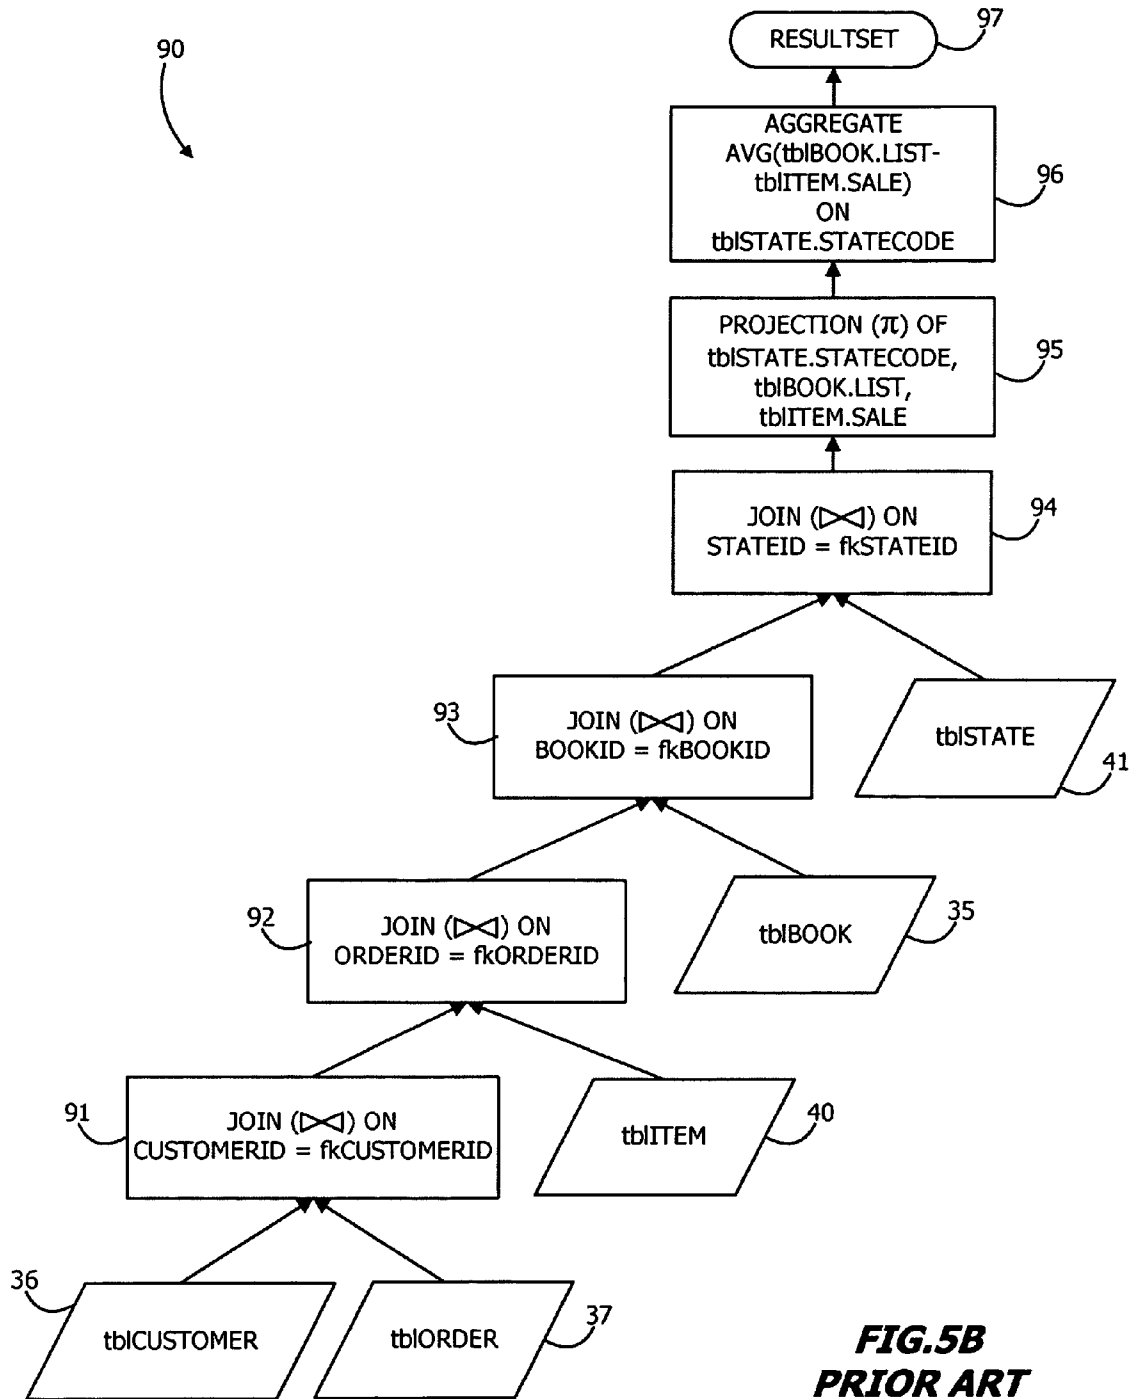 90
RESULTSET
97
AGGREGATE
AVG(tblBOOK.LIST-
tblITEM.SALE)
ON
tblSTATE.STATECODE
96
PROJECTION (π) OF
tblSTATE.STATECODE,
tblBOOK.LIST,
tblITEM.SALE
95
JOIN (⋈) ON
STATEID = fkSTATEID
94
93
JOIN (⋈) ON
BOOKID = fkBOOKID
tblSTATE
41
92
JOIN (⋈) ON
ORDERID = fkORDERID
tblBOOK
35
91
JOIN (⋈) ON
CUSTOMERID = fkCUSTOMERID
tblITEM
40
36
tblCUSTOMER
tblORDER
37
FIG.5B
PRIOR ART